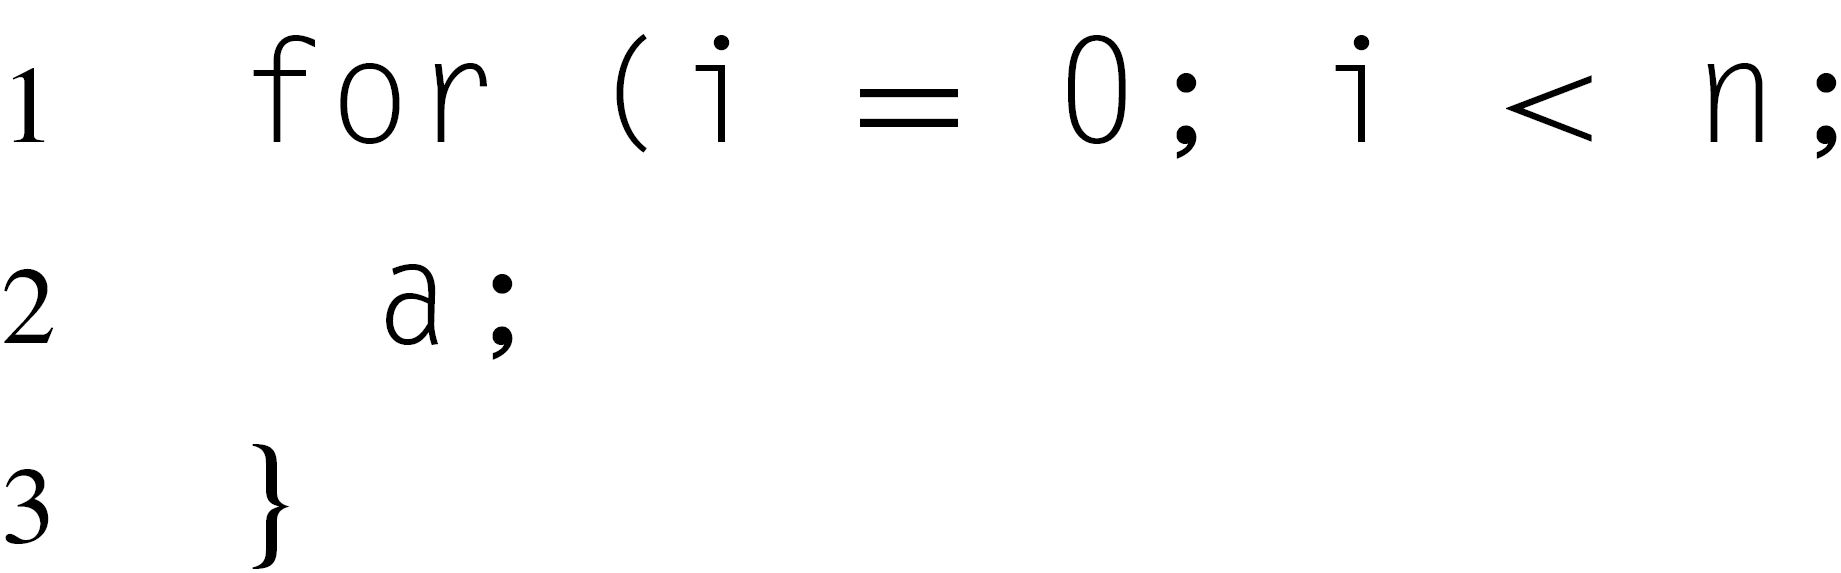 1 for (i = 0; i < n;
2 a;
3 }